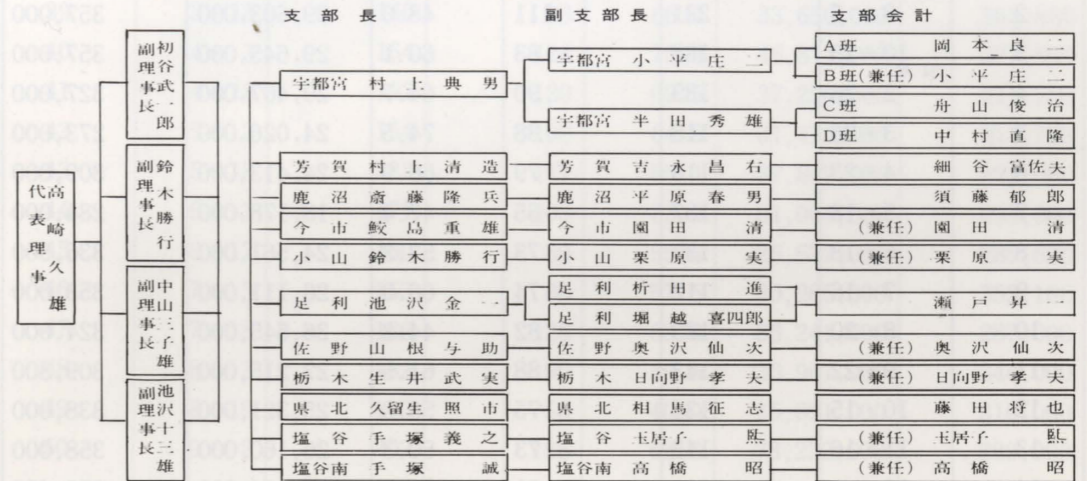 支部長 副支部長 支部会計
代表理事 高崎久雄
副理事長 初谷武二郎
副理事長 鈴木勝行
副理事長 中山三子雄
副理事長 池沢十三雄
宇都宮 村上典男
宇都宮 小平庄二
宇都宮 半田秀雄
A班 岡本良二
B班(兼任) 小平庄二
C班 舟山俊治
D班 中村直隆
芳賀 村上清造 芳賀 吉永昌右 細谷富佐夫
鹿沼 斎藤隆兵 鹿沼 平原春男 須藤郁郎
今市 鮫島重雄 今市 園田清 (兼任) 園田清
小山 鈴木勝行 小山 栗原実 (兼任) 栗原実
足利 池沢金一 足利 析田進 瀬戸昇一
足利 堀越喜四郎
佐野 山根与助 佐野 奥沢仙次 (兼任) 奥沢仙次
栃木 生井武実 栃木 日向野孝夫 (兼任) 日向野孝夫
県北 久留生照市 県北 相馬征志 藤田将也
塩谷 手塚義之 塩谷 玉居子 (兼任) 玉居子
塩谷南 手塚誠 塩谷南 高橋昭 (兼任) 高橋昭